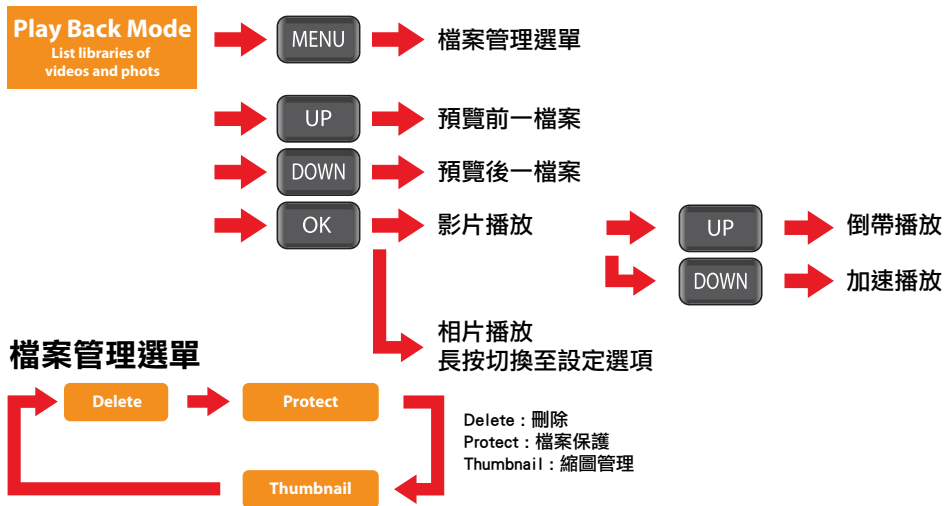 Play Back Mode
List libraries of
videos and phots
MENU
檔案管理選單
UP
預覽前一檔案
DOWN
預覽後一檔案
OK
影片播放
UP
倒帶播放
DOWN
加速播放
相片播放
長按切換至設定選項
檔案管理選單
Delete
Protect
Thumbnail
Delete：刪除
Protect：檔案保護
Thumbnail：縮圖管理